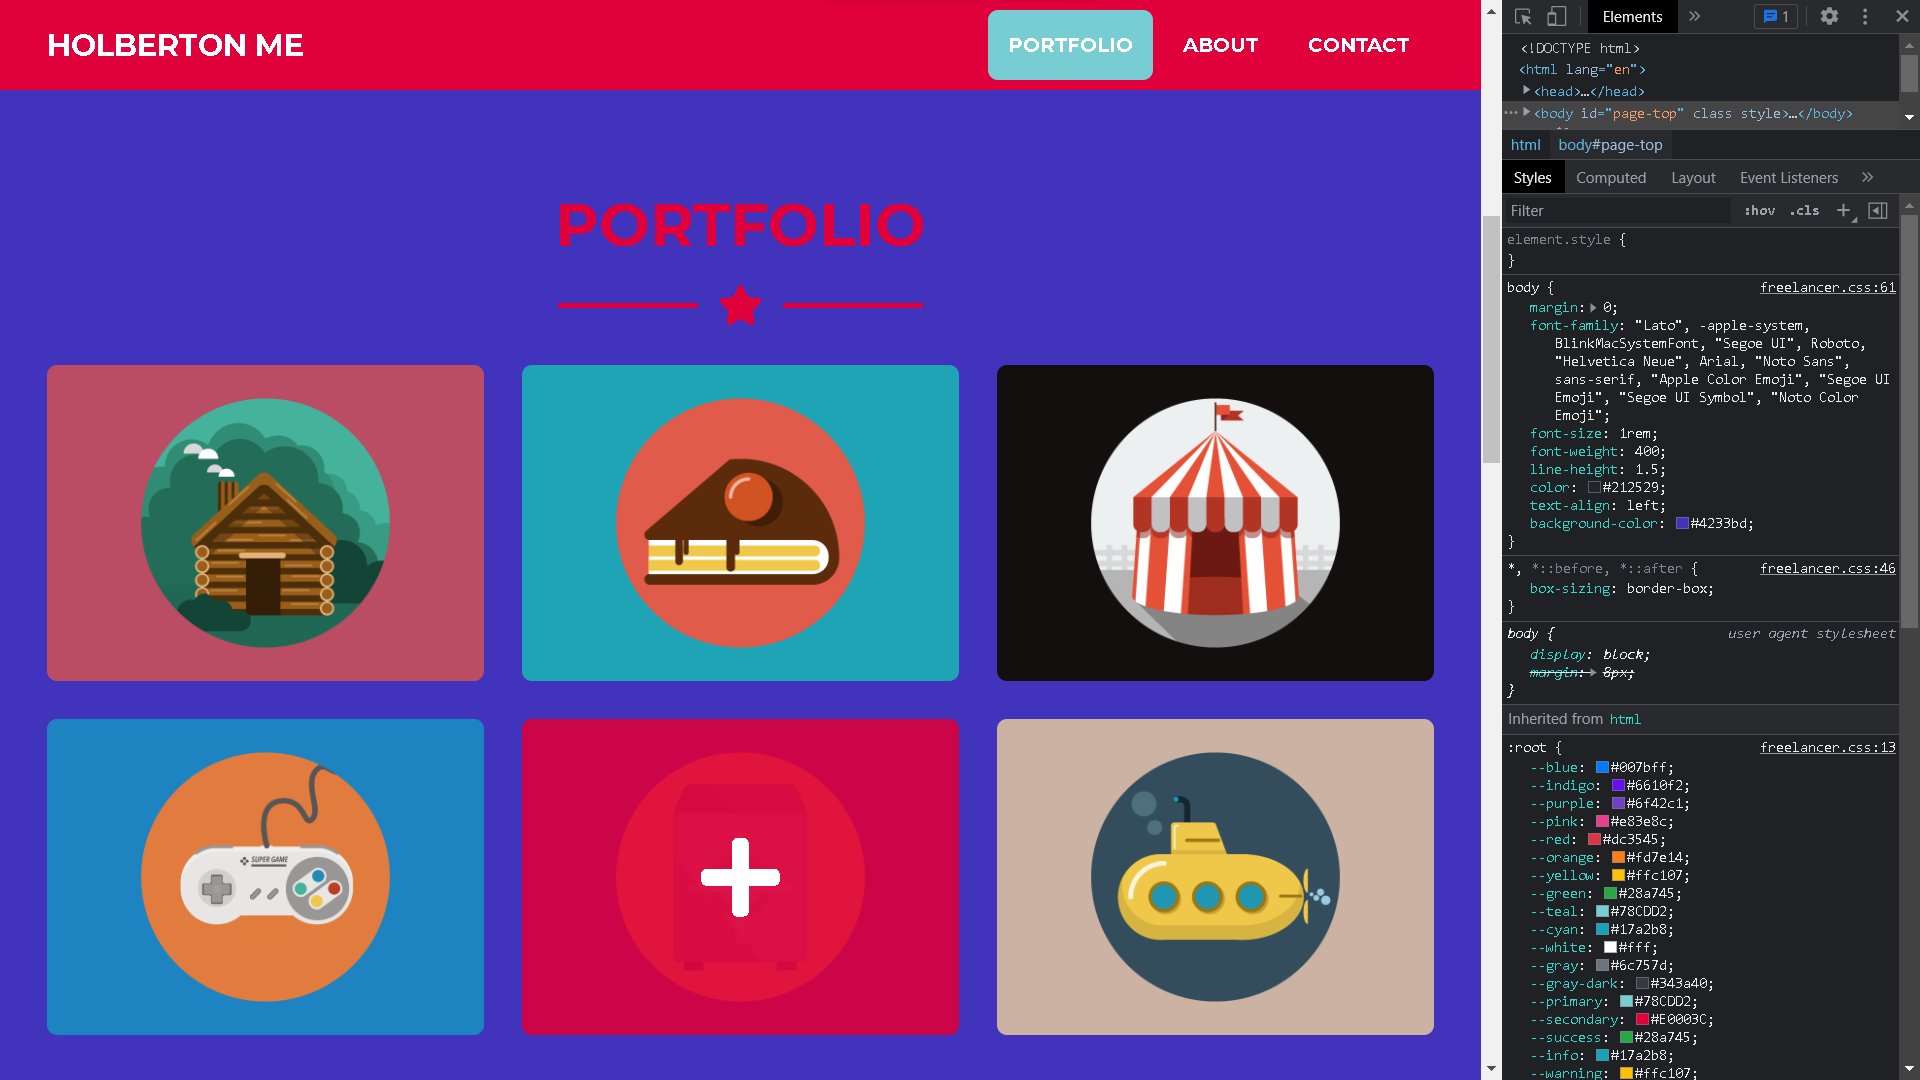 HOLBERTON ME
PORTFOLIO
ABOUT
CONTACT
PORTFOLIO
SUPER GAME
Elements
1
<!DOCTYPE html>
<html lang="en">
<head>…</head>
<body id="page-top" class style>…</body>
html
body#page-top
Styles
Computed
Layout
Event Listeners
Filter
:hov
.cls
element.style {
}
body {
freelancer.css:61
margin: 0;
font-family: "Lato", -apple-system,
BlinkMacSystemFont, "Segoe UI", Roboto,
"Helvetica Neue", Arial, "Noto Sans",
sans-serif, "Apple Color Emoji", "Segoe UI
Emoji", "Segoe UI Symbol", "Noto Color
Emoji";
font-size: 1rem;
font-weight: 400;
line-height: 1.5;
color: #212529;
text-align: left;
background-color: #4233bd;
}
*, *::before, *::after {
freelancer.css:46
box-sizing: border-box;
}
body {
user agent stylesheet
display: block;
margin: 8px;
}
Inherited from html
:root {
freelancer.css:13
--blue: #007bff;
--indigo: #6610f2;
--purple: #6f42c1;
--pink: #e83e8c;
--red: #dc3545;
--orange: #fd7e14;
--yellow: #ffc107;
--green: #28a745;
--teal: #78CDD2;
--cyan: #17a2b8;
--white: #fff;
--gray: #6c757d;
--gray-dark: #343a40;
--primary: #78CDD2;
--secondary: #E0003C;
--success: #28a745;
--info: #17a2b8;
--warning: #ffc107;